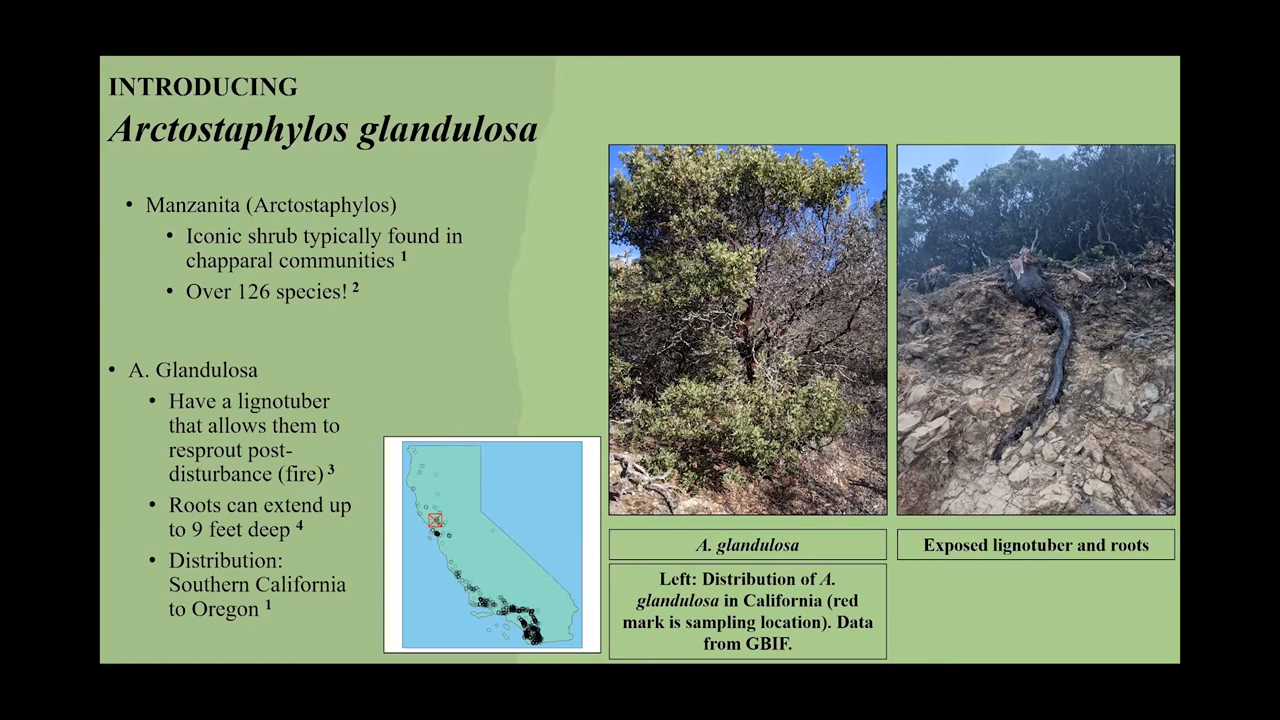 INTRODUCING
Arctostaphylos glandulosa
• Manzanita (Arctostaphylos)
• Iconic shrub typically found in
chapparal communities 1
• Over 126 species! 2
• A. Glandulosa
• Have a lignotuber
that allows them to
resprout post-
disturbance (fire) 3
• Roots can extend up
to 9 feet deep 4
• Distribution:
Southern California
to Oregon 1
A. glandulosa
Exposed lignotuber and roots
Left: Distribution of A.
glandulosa in California (red
mark is sampling location). Data
from GBIF.